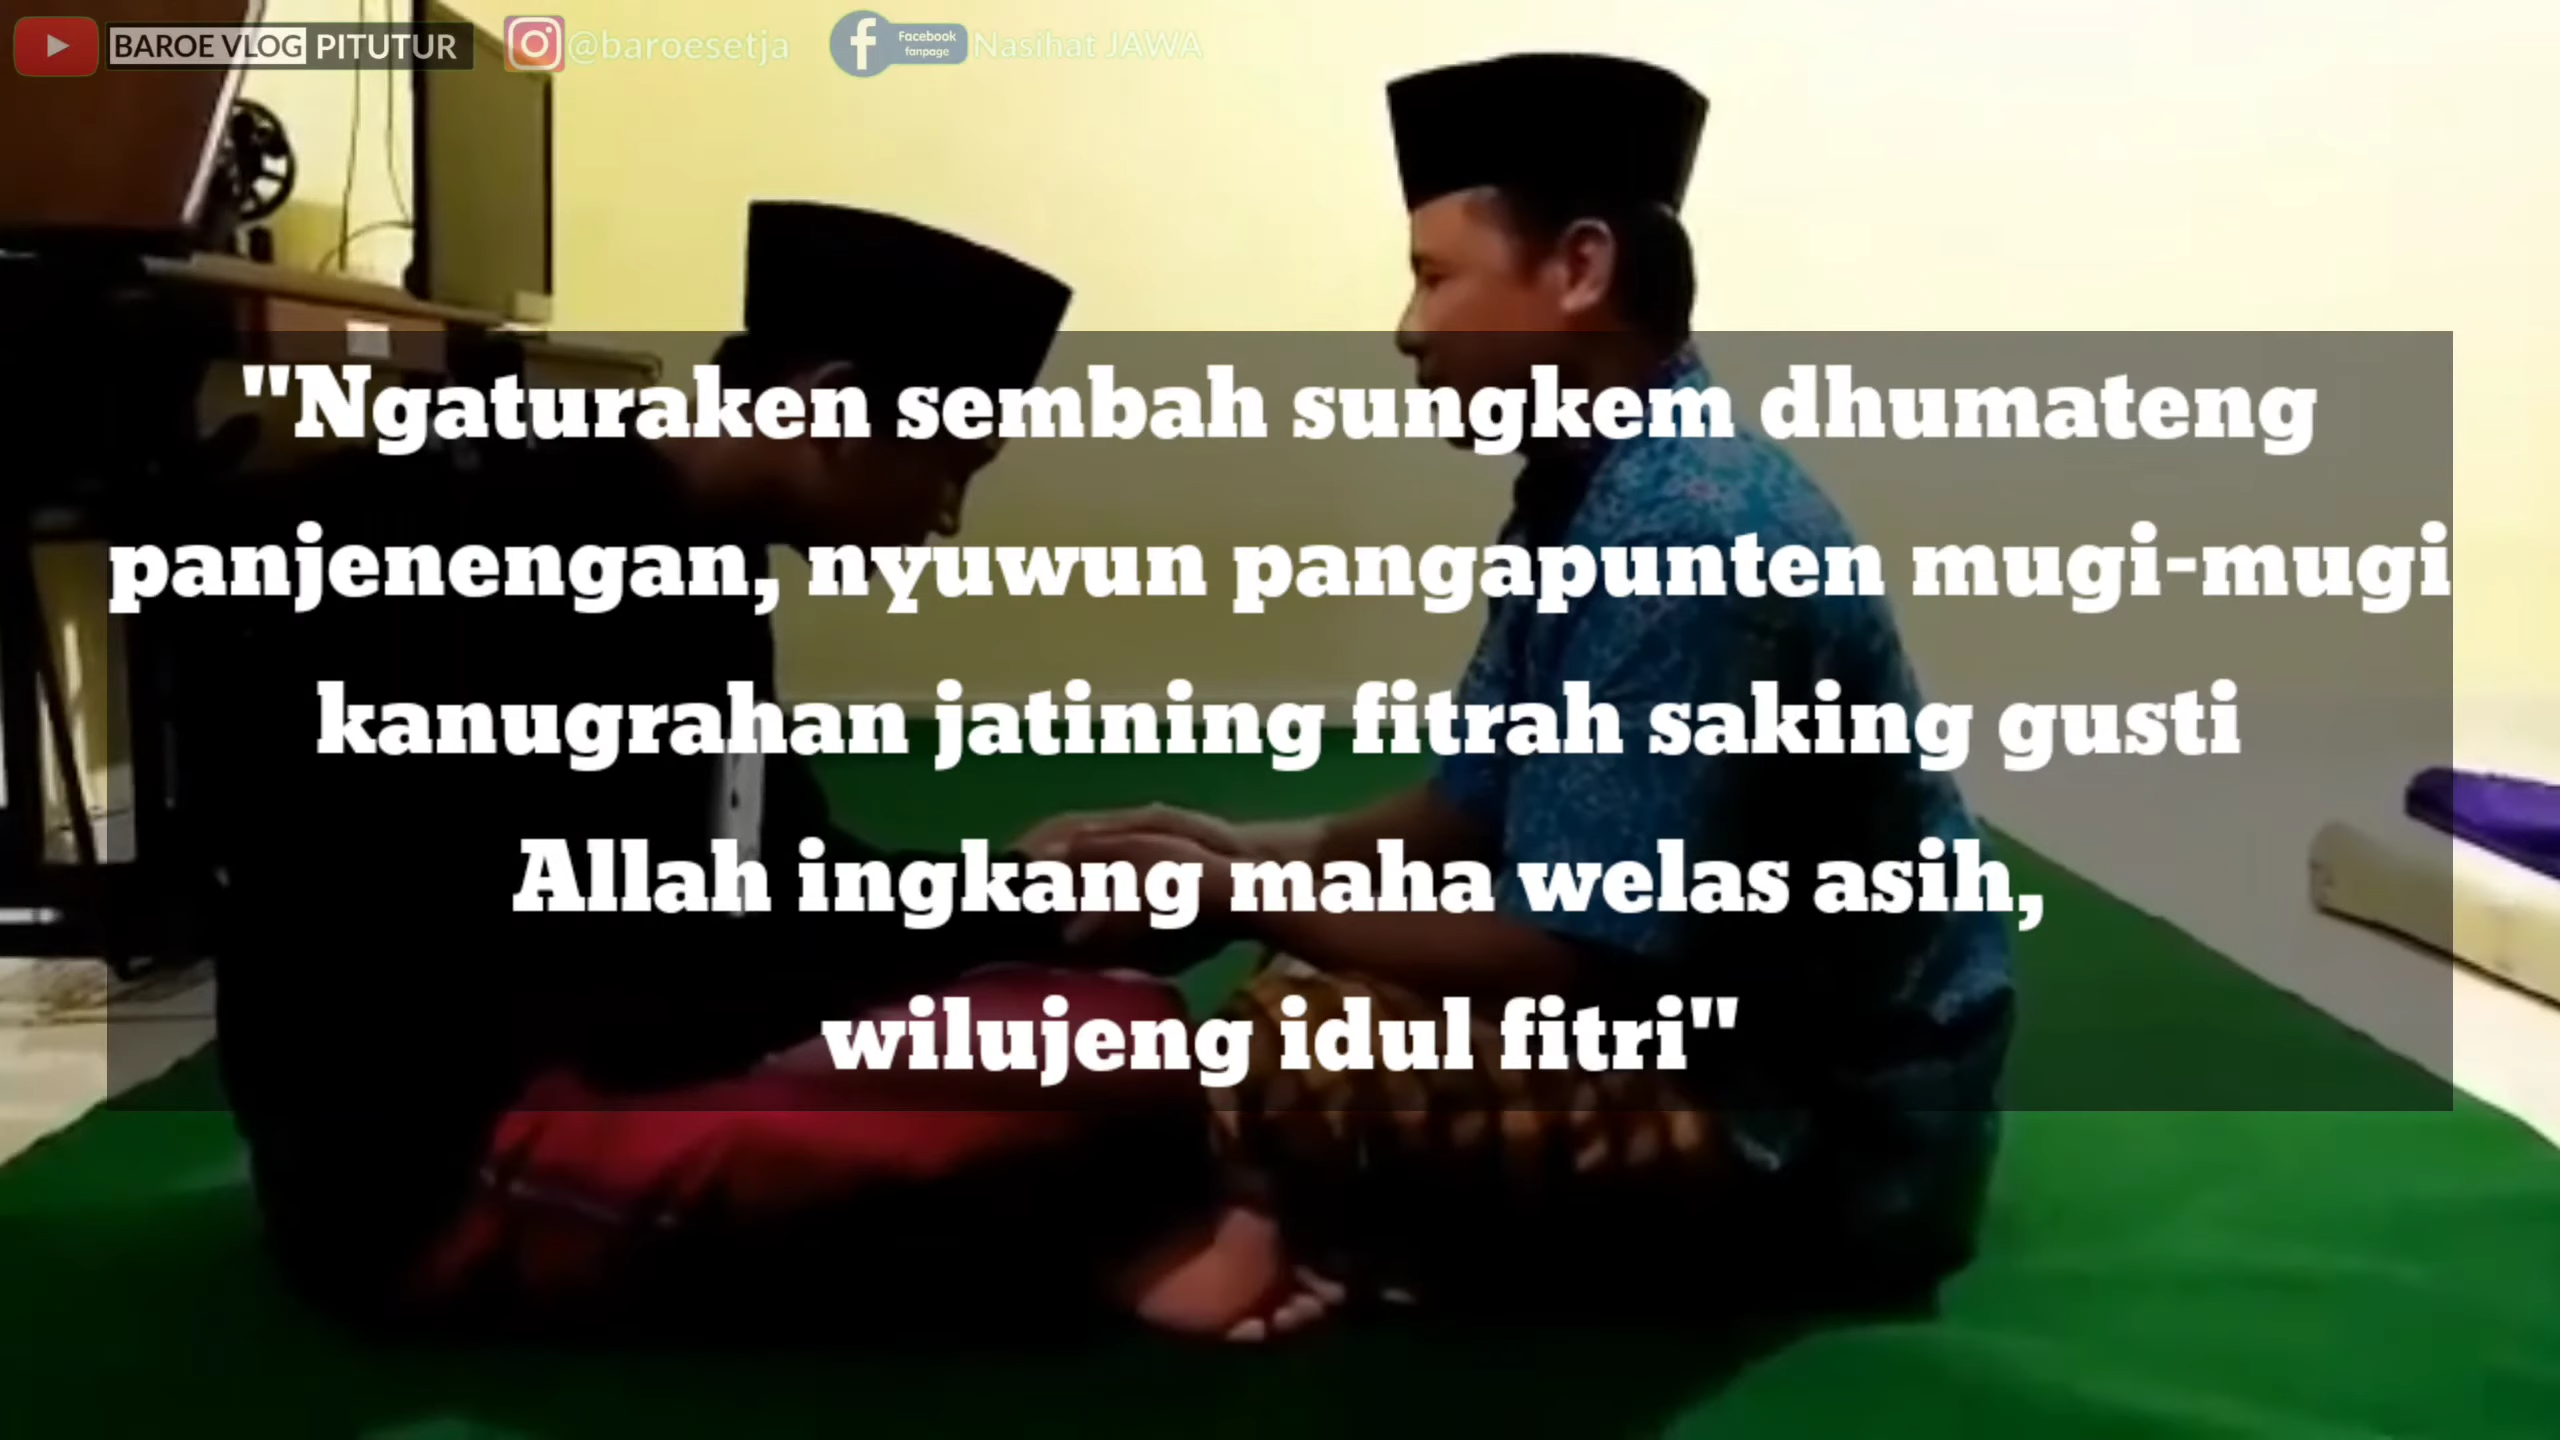 BAROE VLOG PITUTUR @baroesetja Facebook fanpage Nasihat JAWA
"Ngaturaken sembah sungkem dhumateng
panjenengan, nyuwun pangapunten mugi-mugi
kanugrahan jatining fitrah saking gusti
Allah ingkang maha welas asih,
wilujeng idul fitri"